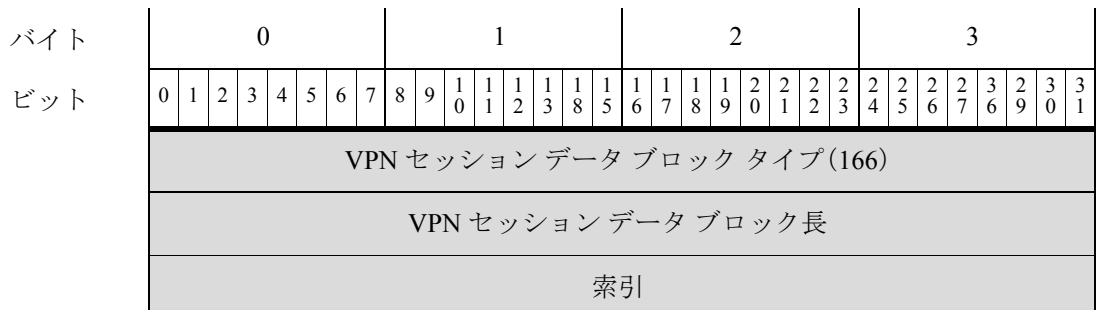 バイト 0 1 2 3
ビット 0 1 2 3 4 5 6 7 8 9 10 11 12 13 18 15 16 17 18 19 20 21 22 23 24 25 26 27 36 29 30 31
VPN セッション データ ブロック タイプ(166)
VPN セッション データ ブロック長
索引